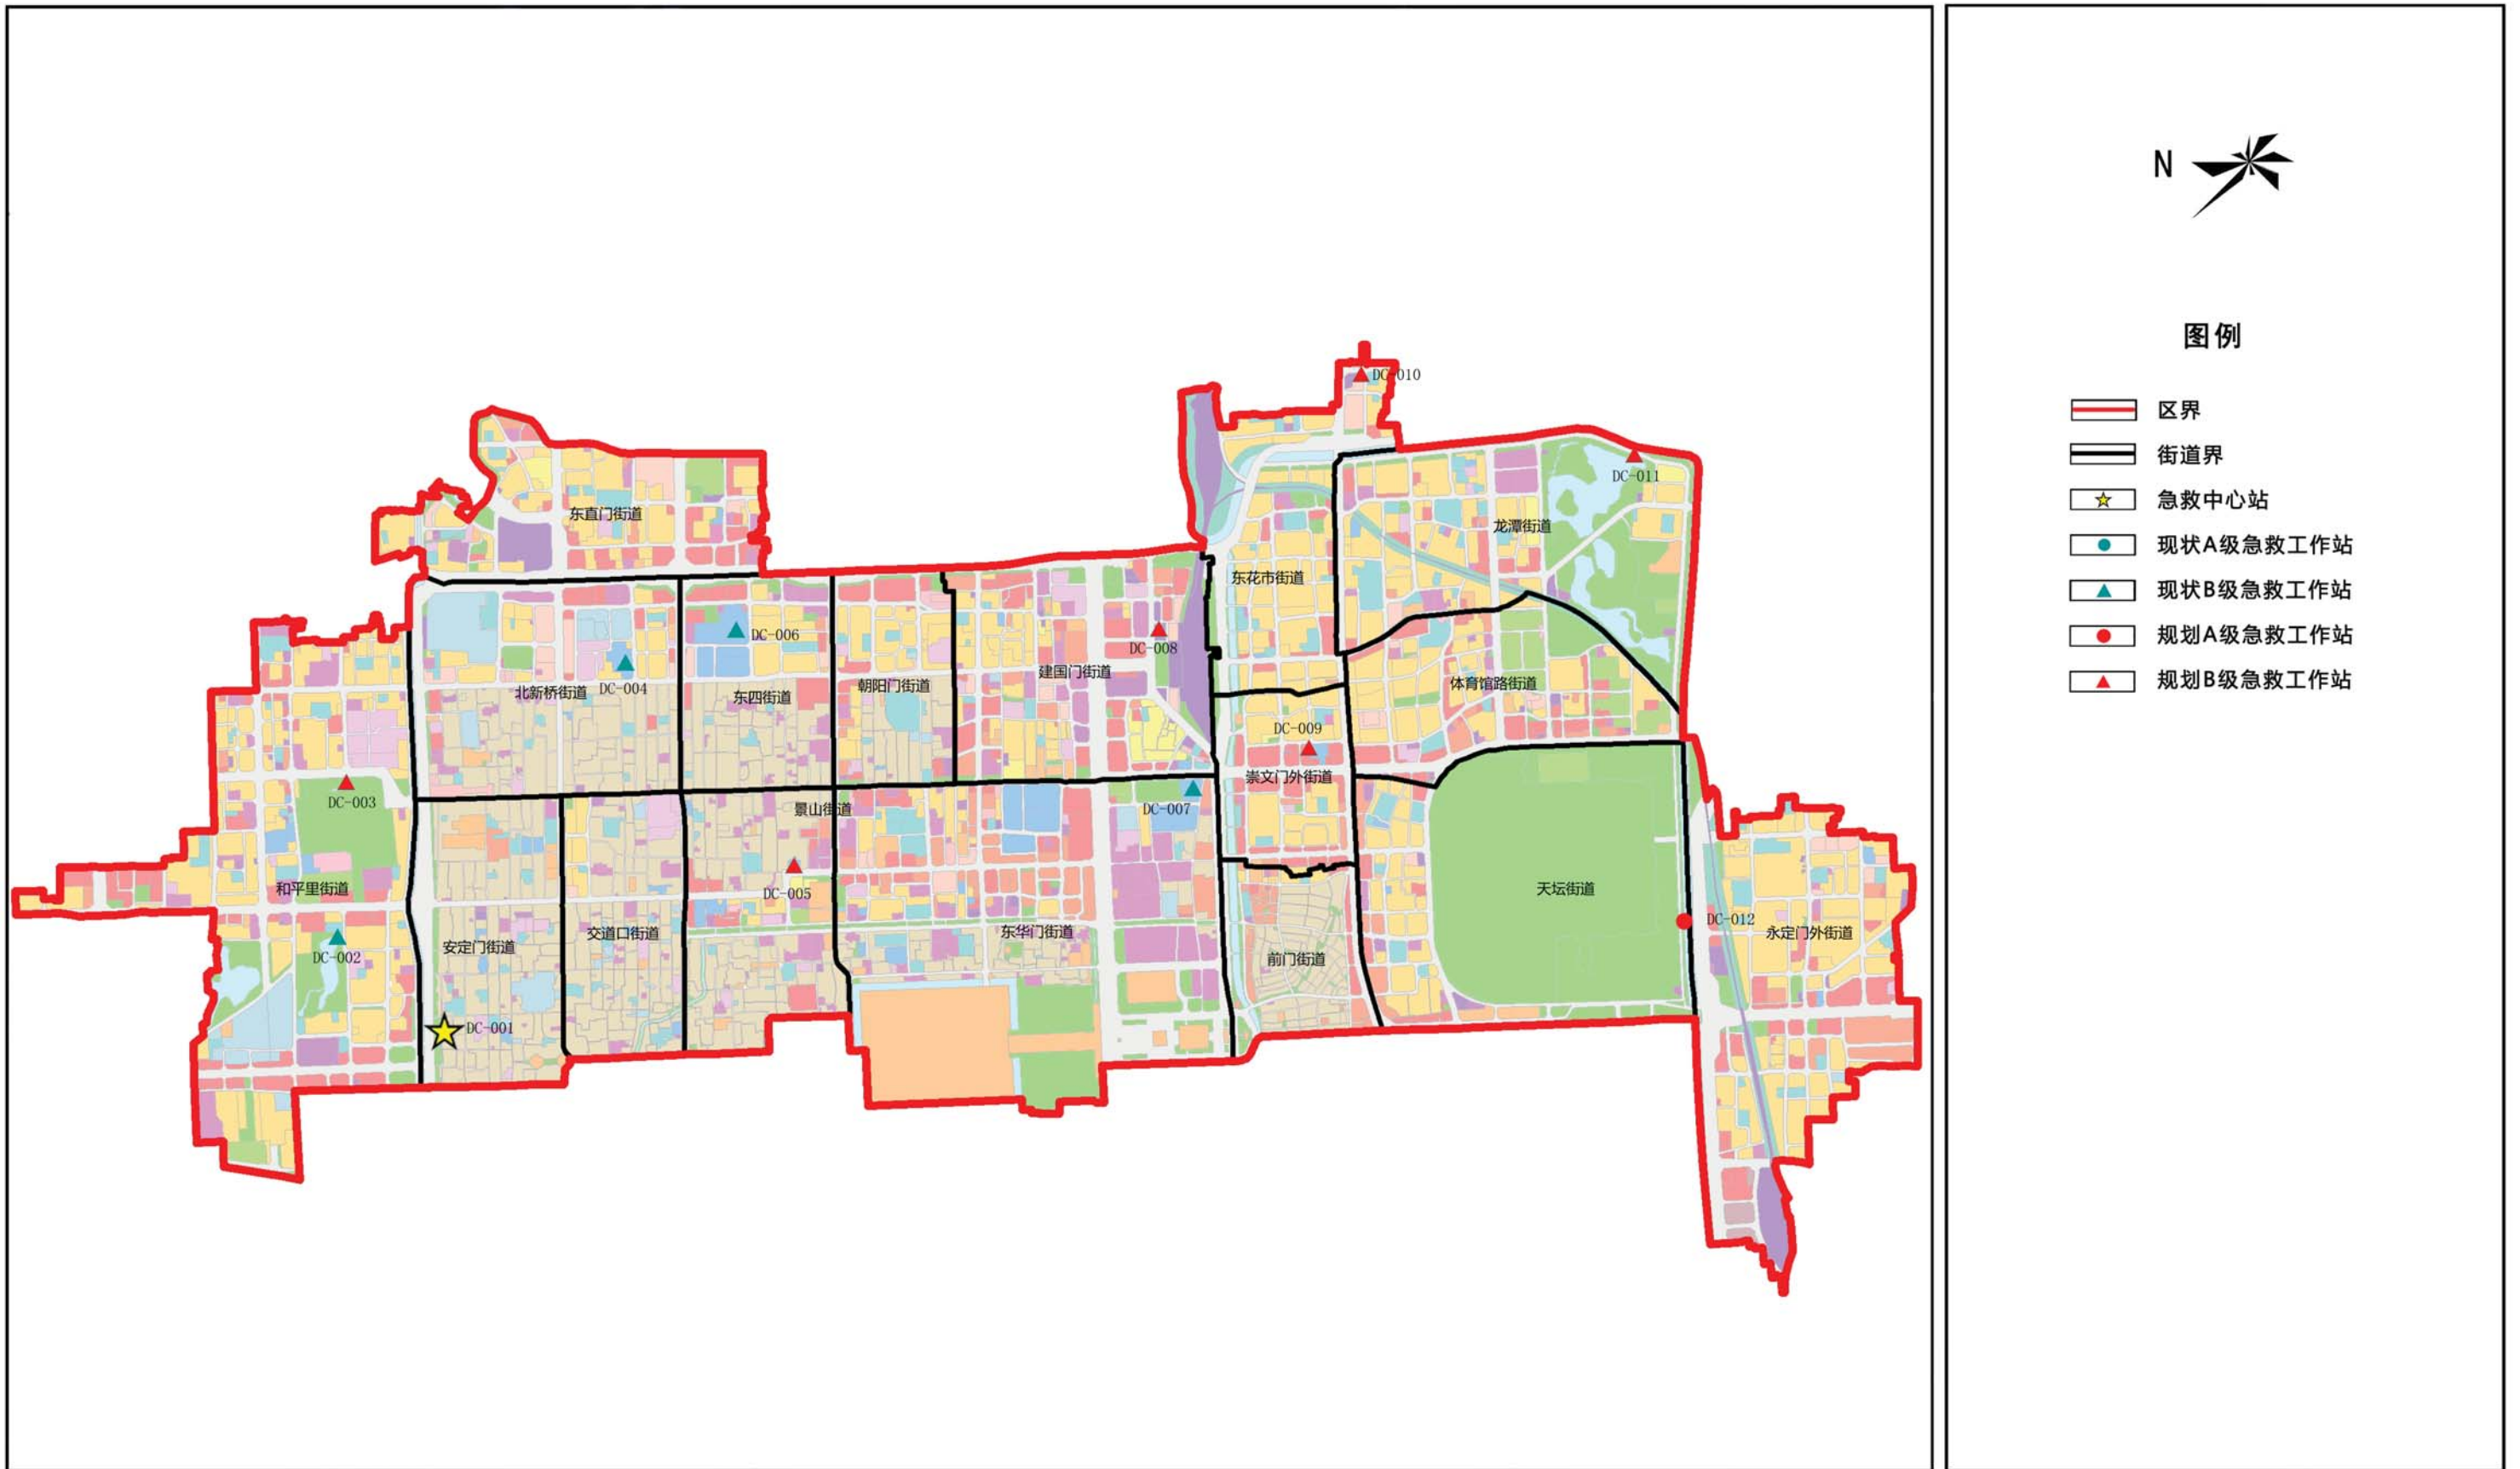 DC-010
DC-011
东直门街道
龙潭街道
东花市街道
DC-006
DC-008
建国门街道
体育馆路街道
朝阳门街道
北新桥街道
DC-004
东四街道
DC-009
崇文门外街道
DC-003
景山街道
DC-007
和平里街道
DC-005
天坛街道
DC-012
永定门外街道
东华门街道
交道口街道
安定门街道
DC-002
前门街道
DC-001
N
图例
区界
街道界
急救中心站
现状A级急救工作站
现状B级急救工作站
规划A级急救工作站
规划B级急救工作站